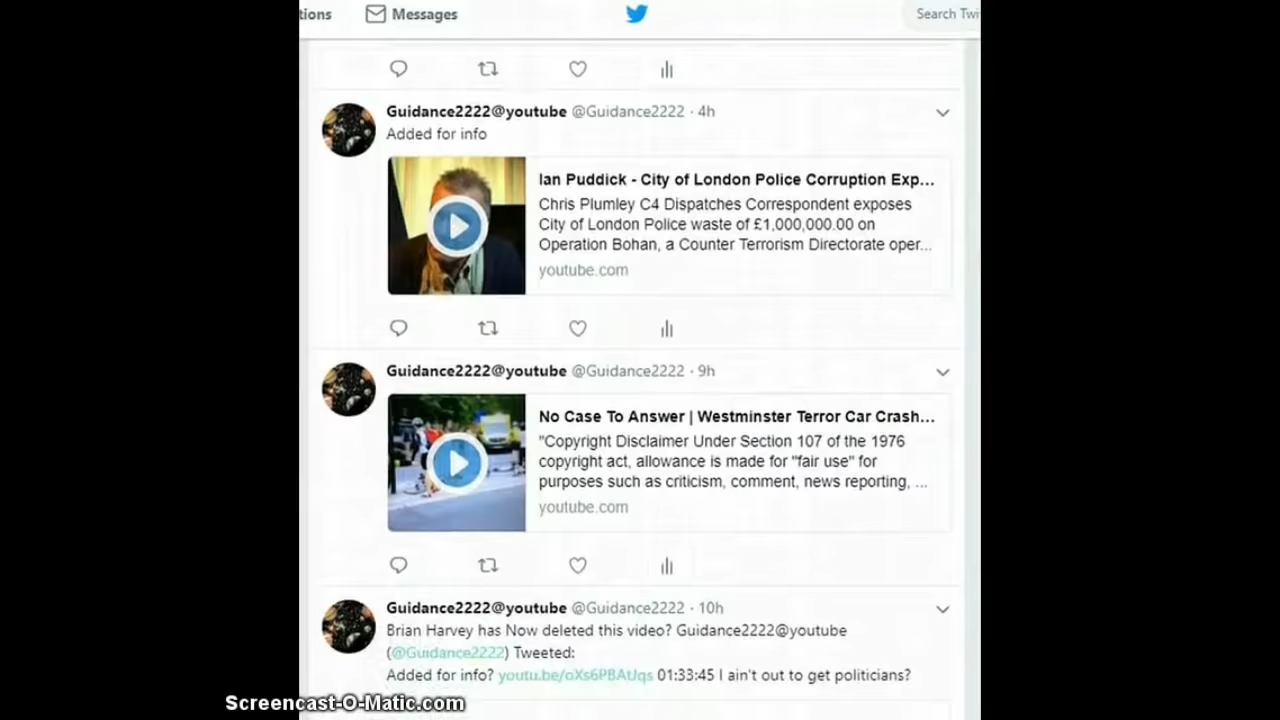 tions
Messages
Search Twi
Guidance2222@youtube @Guidance2222 · 4h
Added for info
Ian Puddick - City of London Police Corruption Exp...
Chris Plumley C4 Dispatches Correspondent exposes
City of London Police waste of £1,000,000.00 on
Operation Bohan, a Counter Terrorism Directorate oper...
youtube.com
Guidance2222@youtube @Guidance2222 · 9h
No Case To Answer | Westminster Terror Car Crash...
"Copyright Disclaimer Under Section 107 of the 1976
copyright act, allowance is made for "fair use" for
purposes such as criticism, comment, news reporting, ...
youtube.com
Guidance2222@youtube @Guidance2222 · 10h
Brian Harvey has Now deleted this video? Guidance2222@youtube
(@Guidance2222) Tweeted:
Added for info? youtu.be/oXs6PBAtUqs 01:33:45 I ain't out to get politicians?
Screencast-O-Matic.com